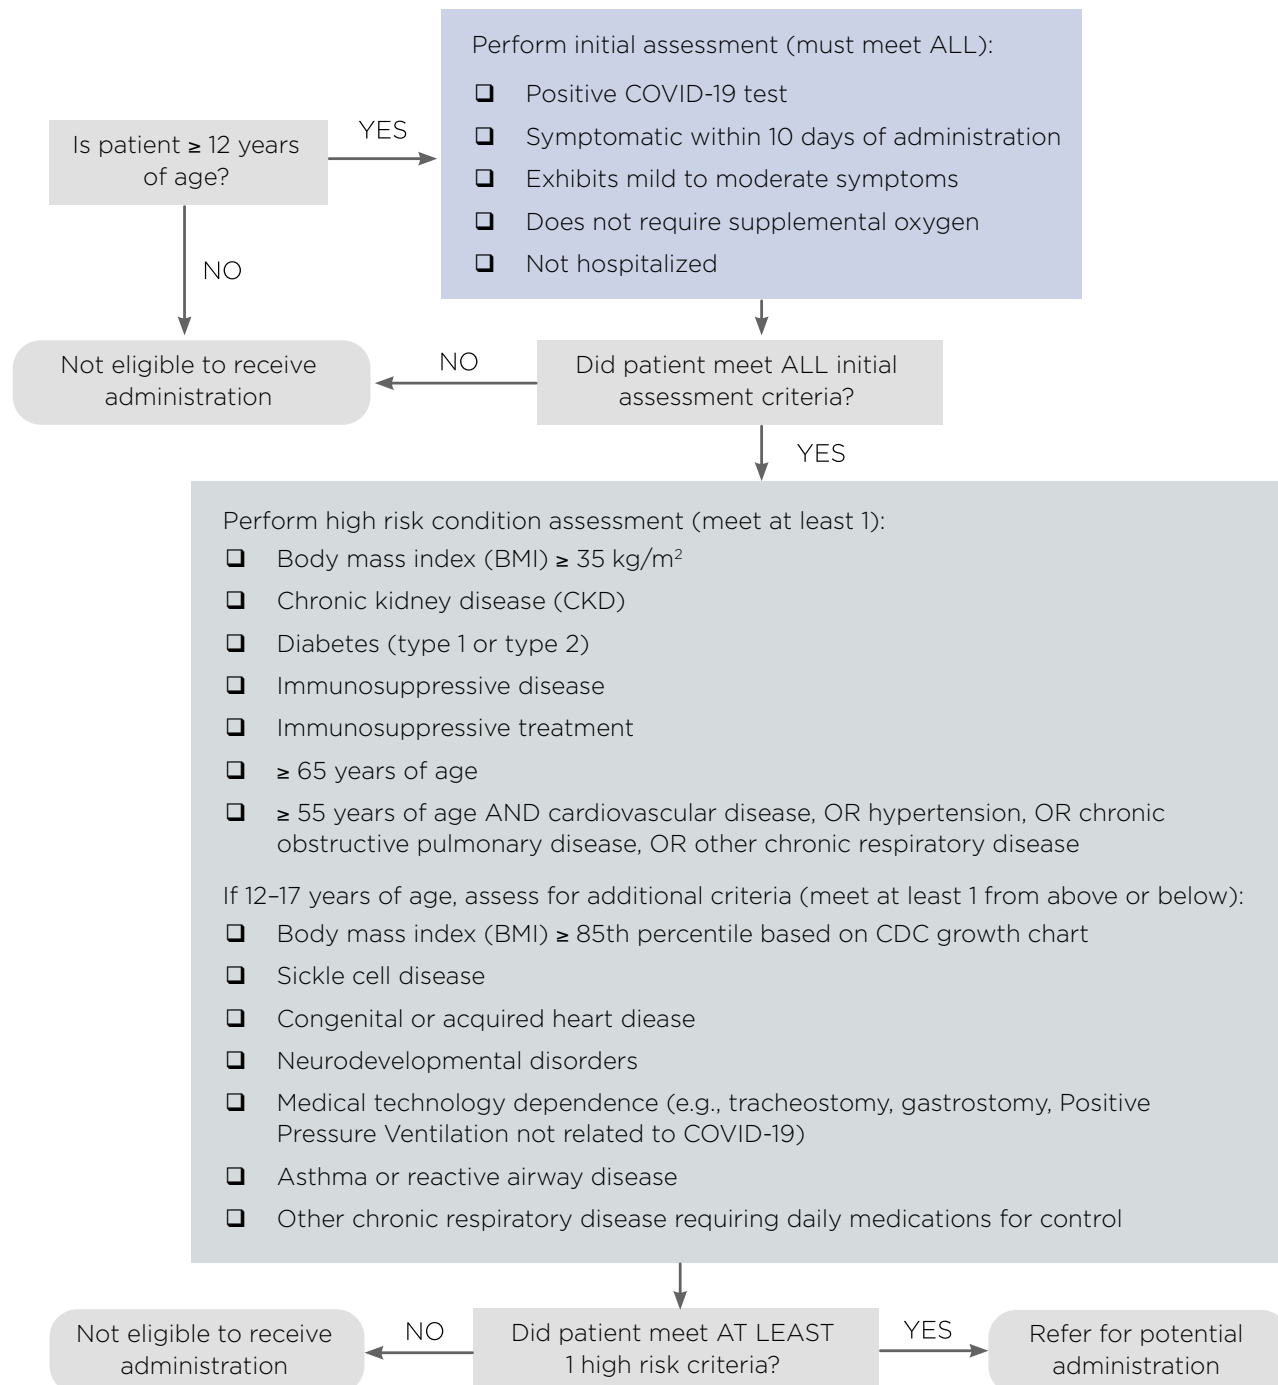 Perform initial assessment (must meet ALL):
❑ Positive COVID-19 test
❑ Symptomatic within 10 days of administration
❑ Exhibits mild to moderate symptoms
❑ Does not require supplemental oxygen
❑ Not hospitalized
Is patient ≥ 12 years
of age?
YES
NO
Not eligible to receive
administration
NO
Did patient meet ALL initial
assessment criteria?
YES
Perform high risk condition assessment (meet at least 1):
❑ Body mass index (BMI) ≥ 35 kg/m²
❑ Chronic kidney disease (CKD)
❑ Diabetes (type 1 or type 2)
❑ Immunosuppressive disease
❑ Immunosuppressive treatment
❑ ≥ 65 years of age
❑ ≥ 55 years of age AND cardiovascular disease, OR hypertension, OR chronic
obstructive pulmonary disease, OR other chronic respiratory disease
If 12–17 years of age, assess for additional criteria (meet at least 1 from above or below):
❑ Body mass index (BMI) ≥ 85th percentile based on CDC growth chart
❑ Sickle cell disease
❑ Congenital or acquired heart diease
❑ Neurodevelopmental disorders
❑ Medical technology dependence (e.g., tracheostomy, gastrostomy, Positive
Pressure Ventilation not related to COVID-19)
❑ Asthma or reactive airway disease
❑ Other chronic respiratory disease requiring daily medications for control
Not eligible to receive
administration
NO
Did patient meet AT LEAST
1 high risk criteria?
YES
Refer for potential
administration